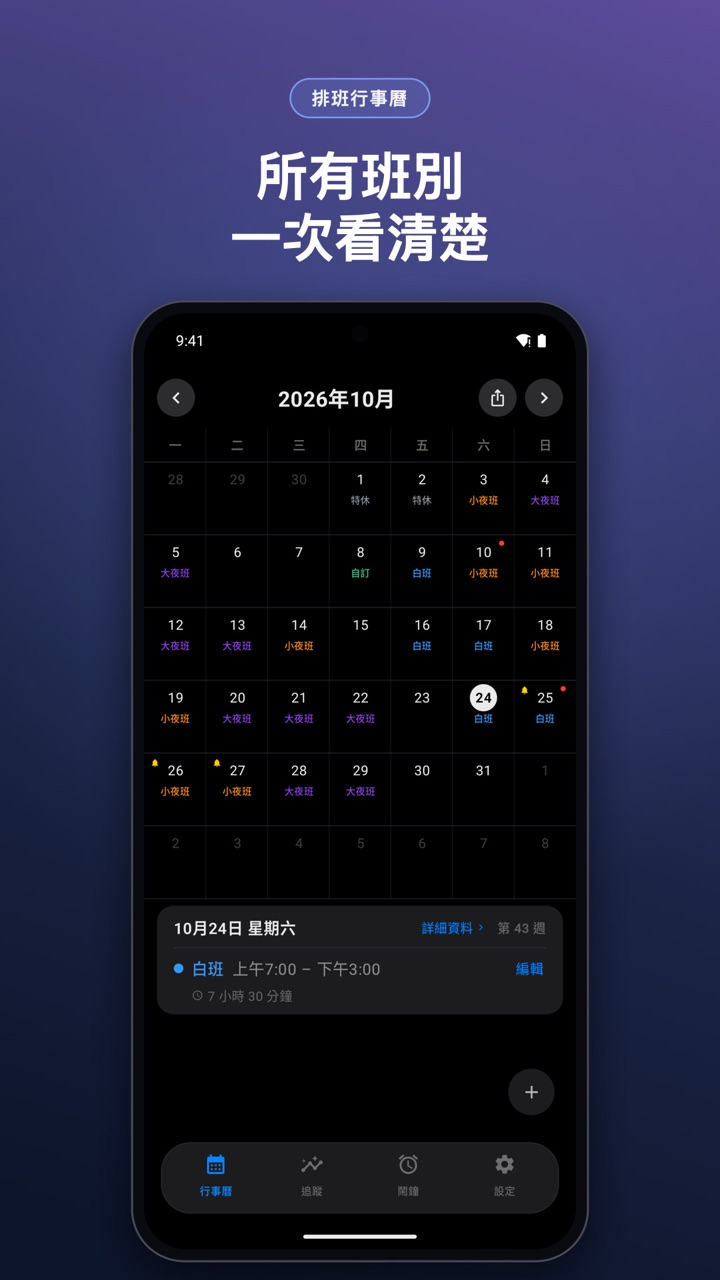 排班行事曆
所有班別
一次看清楚
9:41
2026年10月
一 二 三 四 五 六 日
28 29 30 1 2 3 4
特休 特休 小夜班 大夜班
5 6 7 8 9 10 11
大夜班 自訂 白班 小夜班 小夜班
12 13 14 15 16 17 18
大夜班 大夜班 小夜班 白班 白班 小夜班
19 20 21 22 23 24 25
小夜班 大夜班 大夜班 大夜班 白班 白班
26 27 28 29 30 31 1
小夜班 小夜班 大夜班 大夜班
2 3 4 5 6 7 8
10月24日 星期六 詳細資料 第 43 週
白班 上午7:00 – 下午3:00 編輯
7 小時 30 分鐘
行事曆 追蹤 鬧鐘 設定